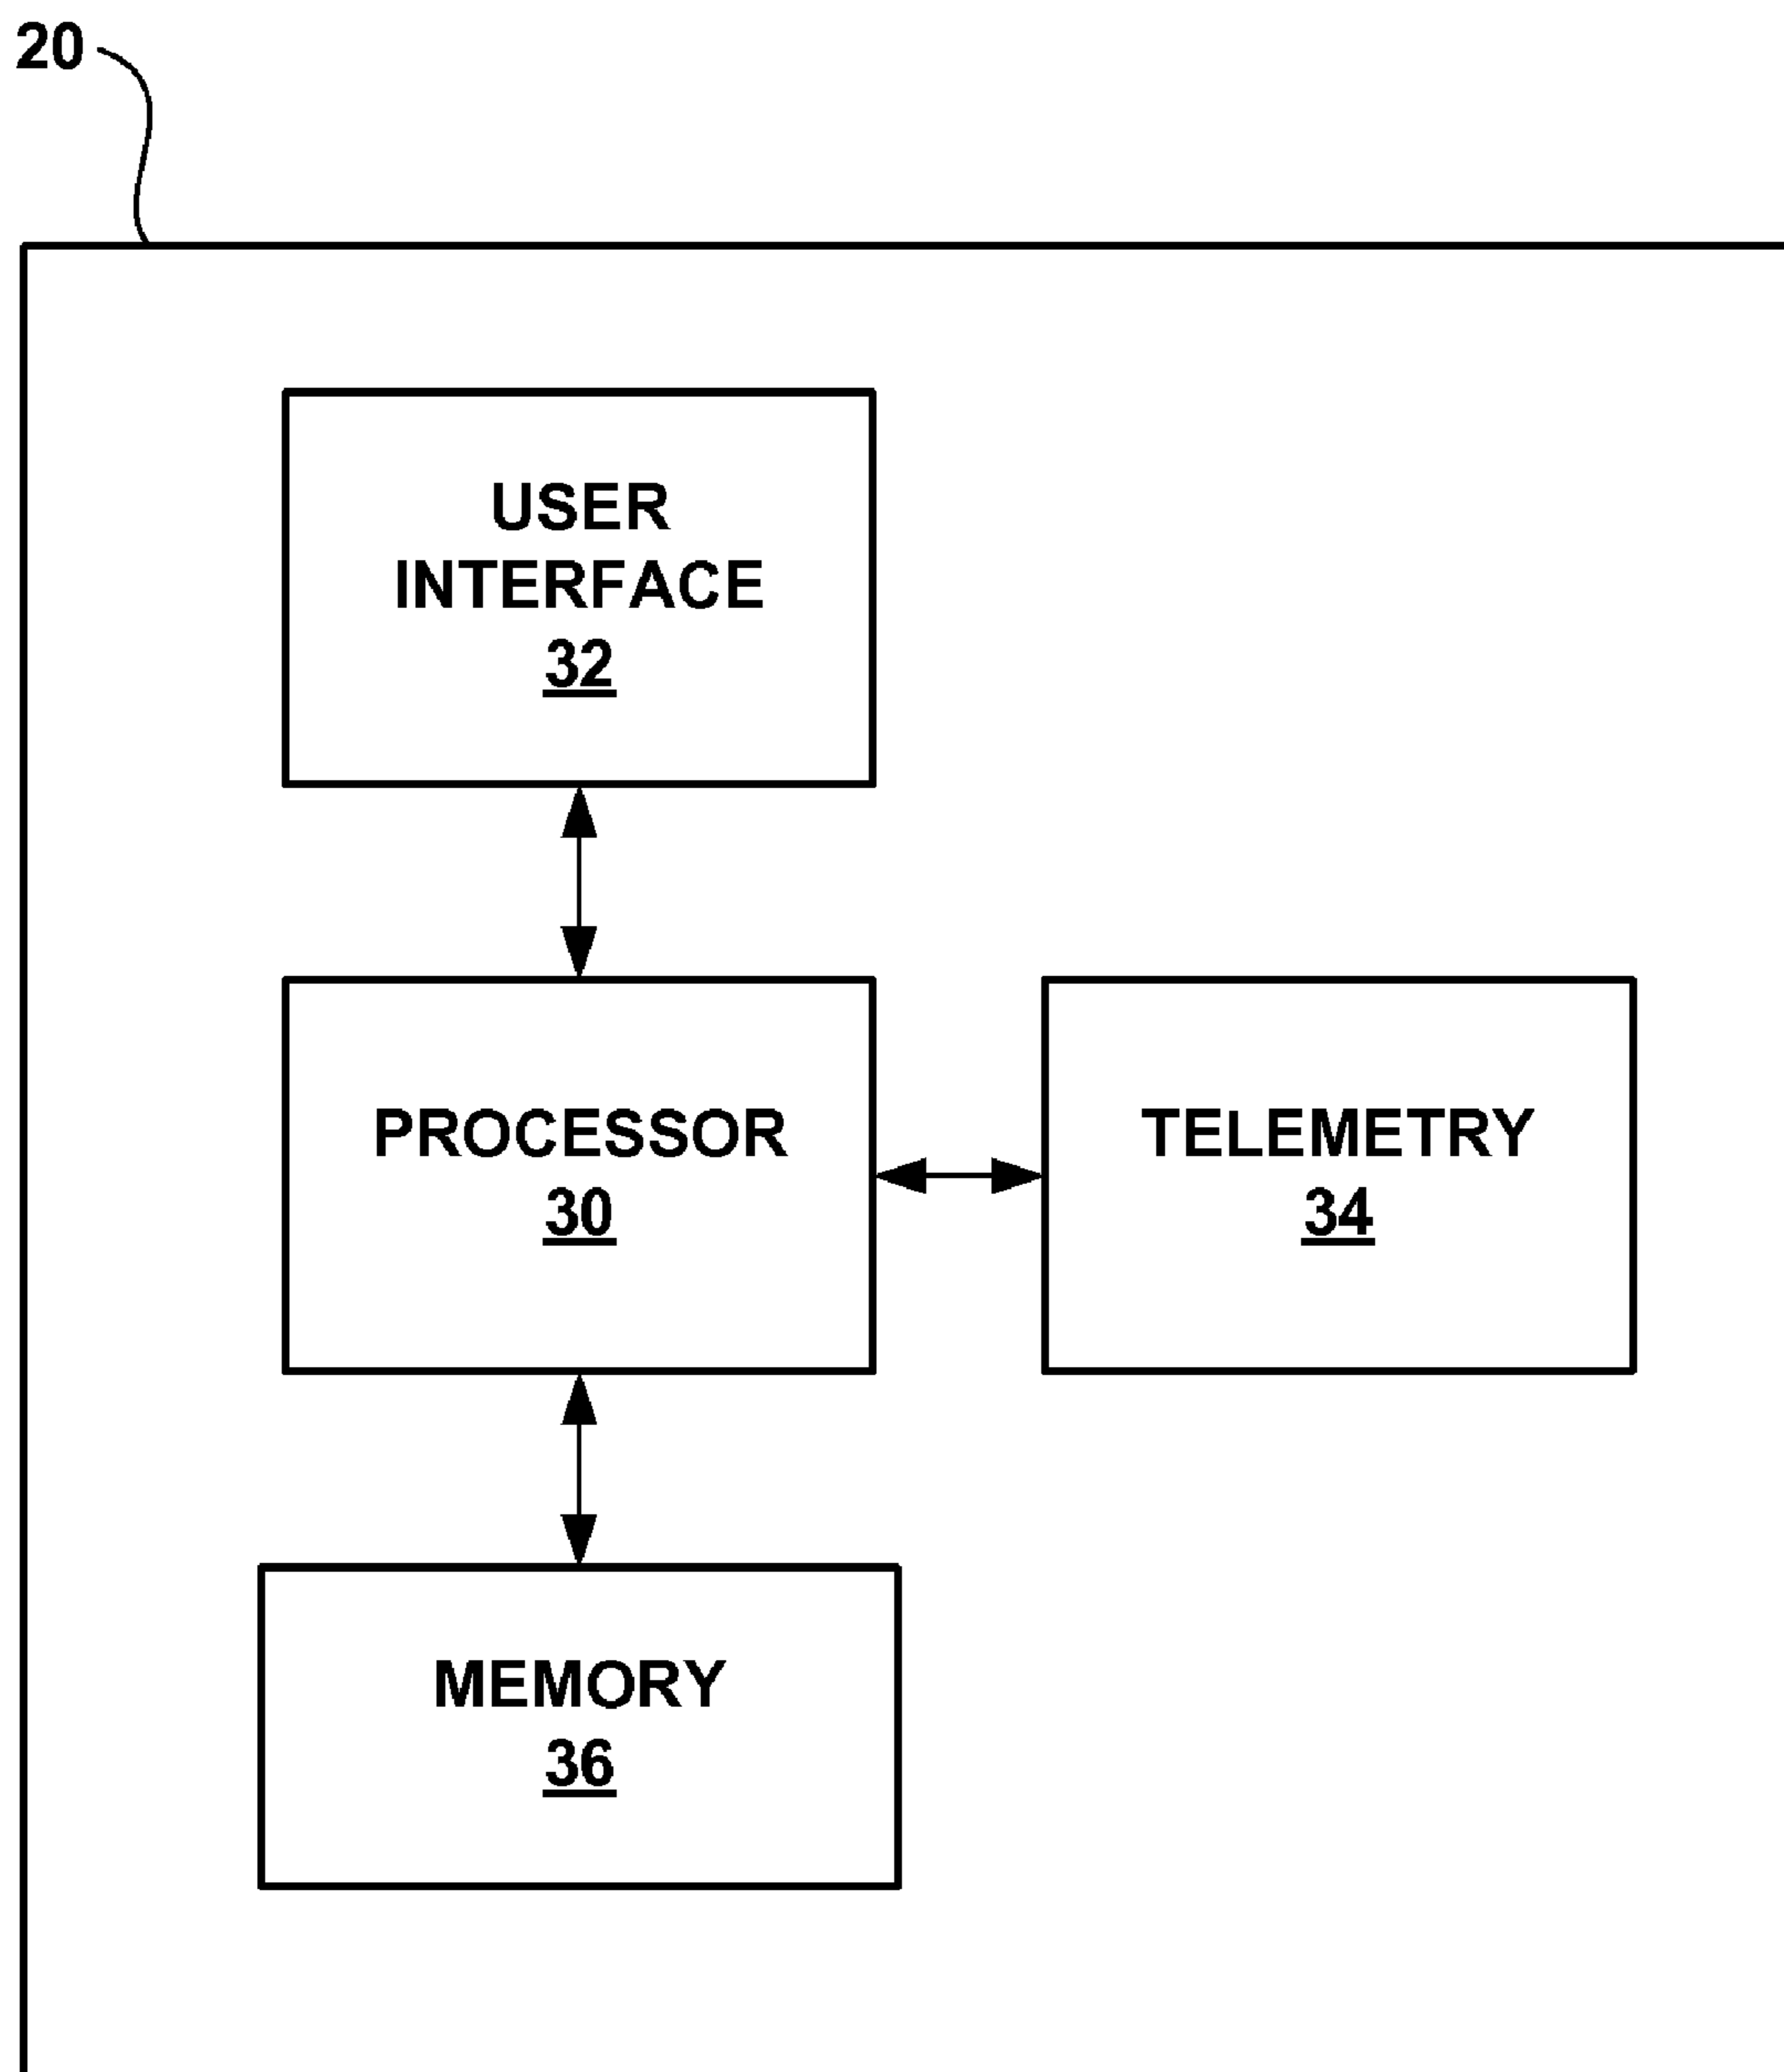 20
USER
INTERFACE
32
PROCESSOR
30
TELEMETRY
34
MEMORY
36